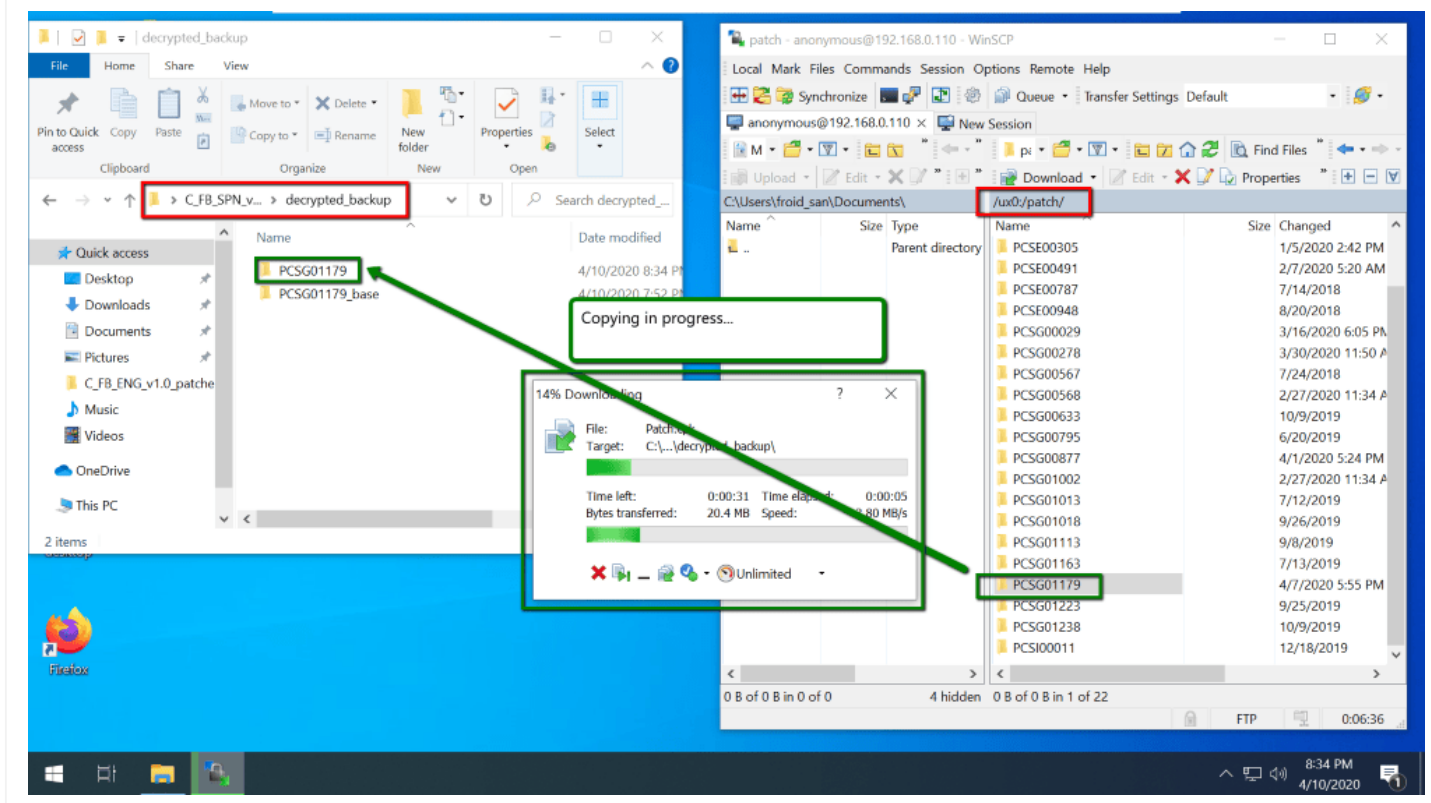 decrypted_backup
File Home Share View
Pin to Quick access
Copy
Paste
Move to
Copy to
Delete
Rename
New folder
Properties
Select
Clipboard Organize New Open
C_FB_SPN_v... > decrypted_backup
Search decrypted_...
Name Date modified
Quick access
Desktop
Downloads
Documents
Pictures
C_FB_ENG_v1.0_patche
Music
Videos
OneDrive
This PC
PCSG01179 4/10/2020 8:34 PM
PCSG01179_base 4/10/2020 7:52 PM
2 items
Firefox
Copying in progress...
14% Downloading
File: Patch.cpk
Target: C:\...\decrypted_backup\
Time left: 0:00:31 Time elapsed: 0:00:05
Bytes transferred: 20.4 MB Speed: 3.80 MB/s
Unlimited
patch - anonymous@192.168.0.110 - WinSCP
Local Mark Files Commands Session Options Remote Help
Synchronize Queue Transfer Settings Default
anonymous@192.168.0.110 × New Session
M pa Find Files
Upload Edit Download Edit Properties
C:\Users\froid_san\Documents\ /ux0:/patch/
Name Size Type
.. Parent directory
Name Size Changed
PCSE00305 1/5/2020 2:42 PM
PCSE00491 2/7/2020 5:20 AM
PCSE00787 7/14/2018
PCSE00948 8/20/2018
PCSG00029 3/16/2020 6:05 PM
PCSG00278 3/30/2020 11:50 A
PCSG00567 7/24/2018
PCSG00568 2/27/2020 11:34 A
PCSG00633 10/9/2019
PCSG00795 6/20/2019
PCSG00877 4/1/2020 5:24 PM
PCSG01002 2/27/2020 11:34 A
PCSG01013 7/12/2019
PCSG01018 9/26/2019
PCSG01113 9/8/2019
PCSG01163 7/13/2019
PCSG01179 4/7/2020 5:55 PM
PCSG01223 9/25/2019
PCSG01238 10/9/2019
PCSI00011 12/18/2019
0 B of 0 B in 0 of 0 4 hidden 0 B of 0 B in 1 of 22
FTP 0:06:36
8:34 PM
4/10/2020
1